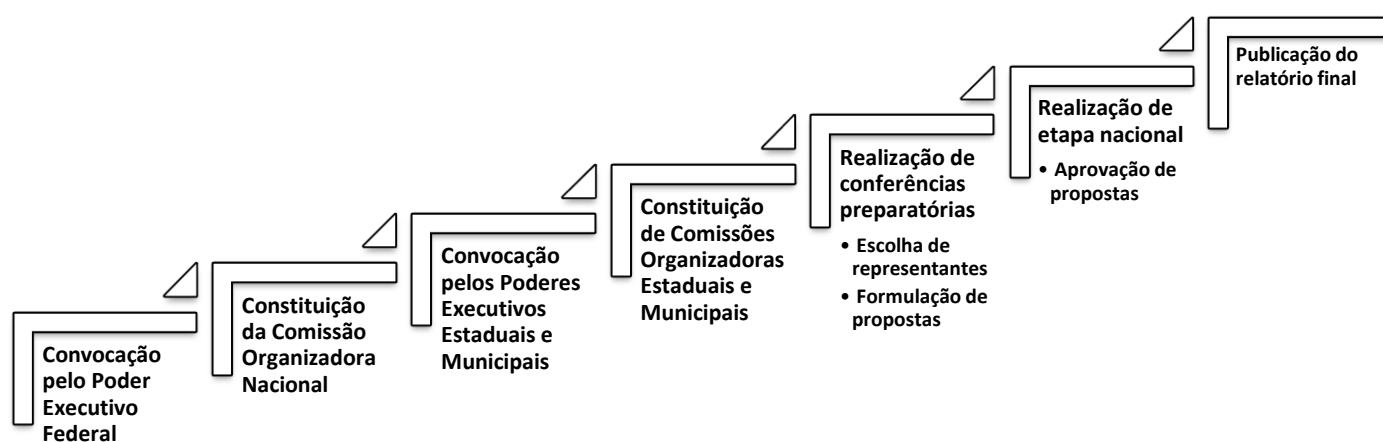 Convocação
pelo Poder
Executivo
Federal
Constituição
da Comissão
Organizadora
Nacional
Convocação
pelos Poderes
Executivos
Estaduais e
Municipais
Constituição
de Comissões
Organizadoras
Estaduais e
Municipais
Realização de
conferências
preparatórias
• Escolha de
representantes
• Formulação de
propostas
Realização de
etapa nacional
• Aprovação de
propostas
Publicação do
relatório final